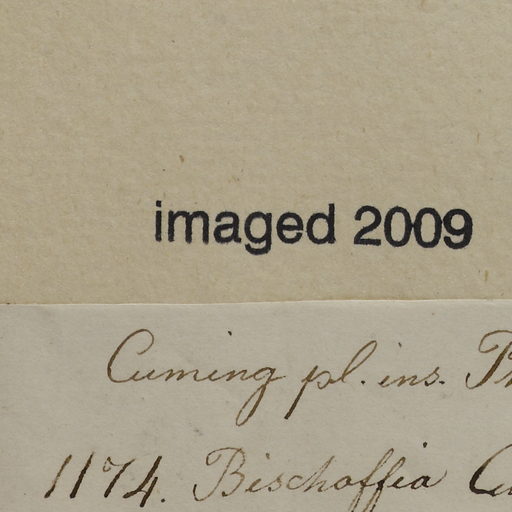 imaged 2009
Cuming pl. ins.
1174. Bischoffia